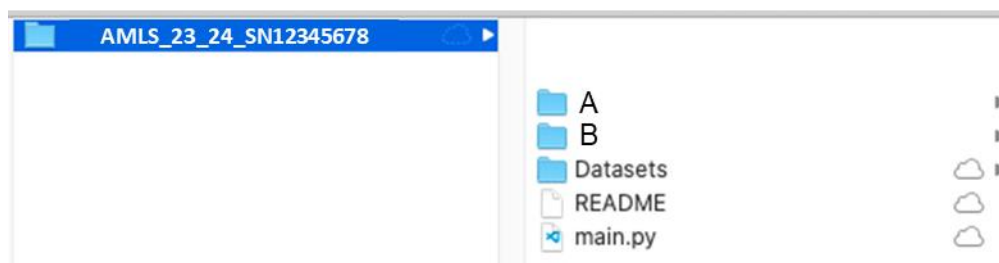 AMLS_23_24_SN12345678
A
B
Datasets
README
main.py